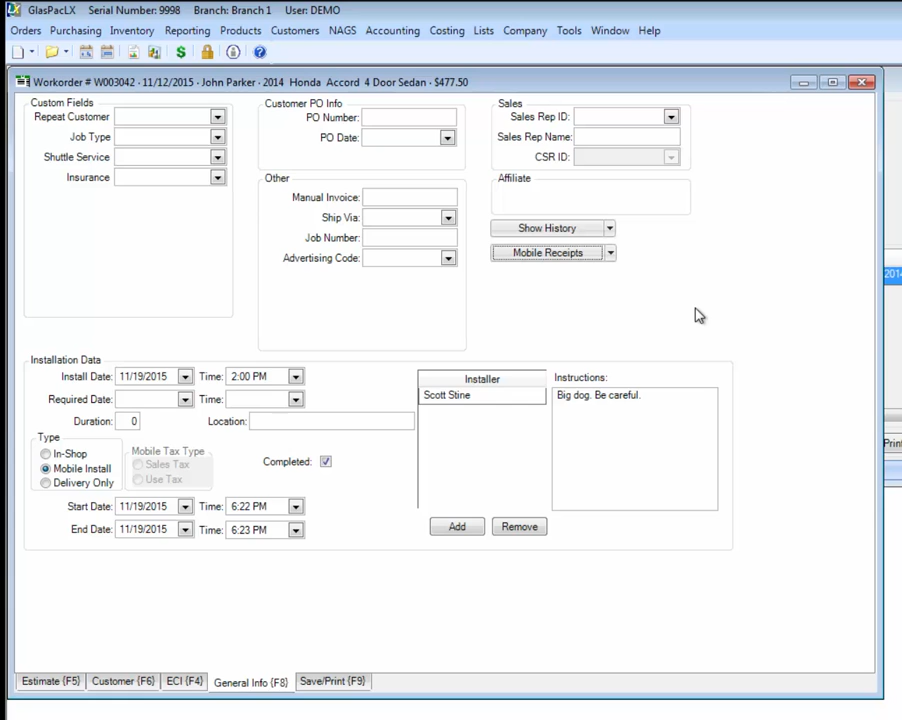 GlasPacLX Serial Number: 9998 Branch: Branch 1 User: DEMO
Orders Purchasing Inventory Reporting Products Customers NAGS Accounting Costing Lists Company Tools Window Help
Workorder # W003042 - 11/12/2015 - John Parker - 2014 Honda Accord 4 Door Sedan - $477.50
Custom Fields
Repeat Customer
Job Type
Shuttle Service
Insurance
Customer PO Info
PO Number:
PO Date:
Other
Manual Invoice:
Ship Via:
Job Number:
Advertising Code:
Sales
Sales Rep ID:
Sales Rep Name:
CSR ID:
Affiliate
Show History
Mobile Receipts
2014
Print
Installation Data
Install Date: 11/19/2015 Time: 2:00 PM
Required Date: Time:
Duration: 0 Location:
Type
In-Shop
Mobile Install
Delivery Only
Mobile Tax Type
Sales Tax
Use Tax
Completed:
Start Date: 11/19/2015 Time: 6:22 PM
End Date: 11/19/2015 Time: 6:23 PM
Installer
Scott Stine
Add Remove
Instructions:
Big dog. Be careful.
Estimate {F5} Customer {F6} ECI {F4} General Info {F8} Save/Print {F9}